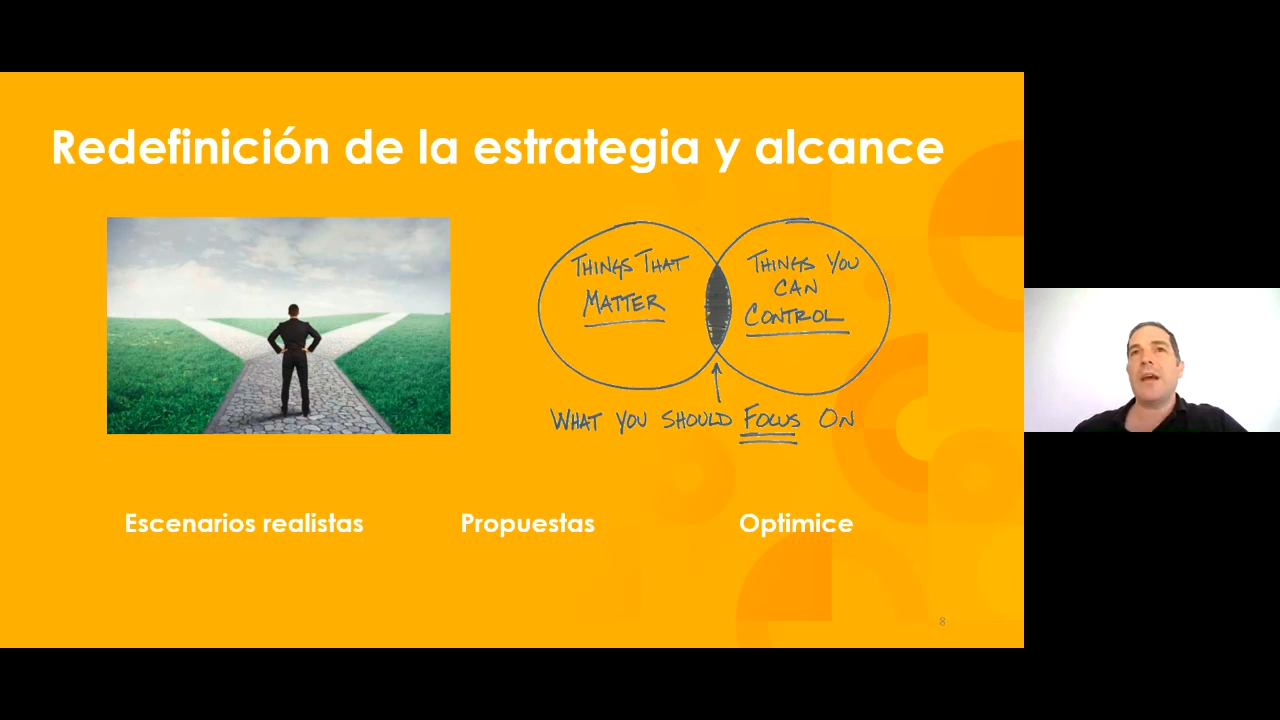 Redefinición de la estrategia y alcance
THINGS THAT
MATTER
THINGS YOU
CAN
CONTROL
WHAT YOU SHOULD FOCUS ON
Escenarios realistas
Propuestas
Optimice
8